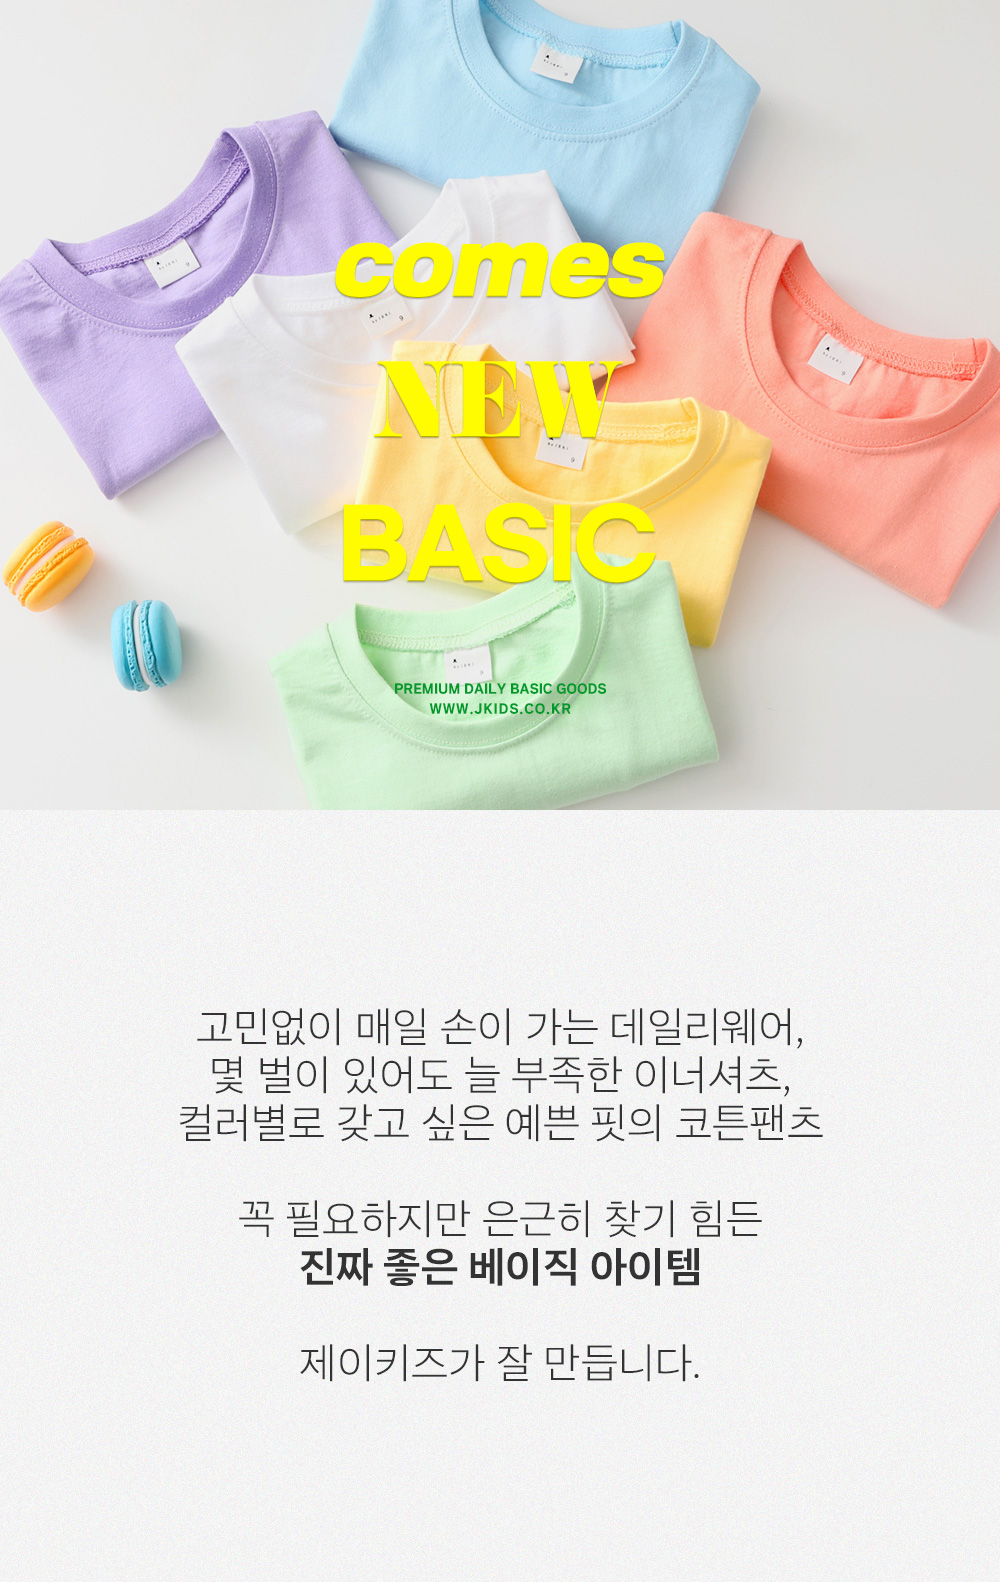 comes
NEW
BASIC
PREMIUM DAILY BASIC GOODS
WWW.JKIDS.CO.KR
고민없이 매일 손이 가는 데일리웨어,
몇 벌이 있어도 늘 부족한 이너셔츠,
컬러별로 갖고 싶은 예쁜 핏의 코튼팬츠
꼭 필요하지만 은근히 찾기 힘든
진짜 좋은 베이직 아이템
제이키즈가 잘 만듭니다.